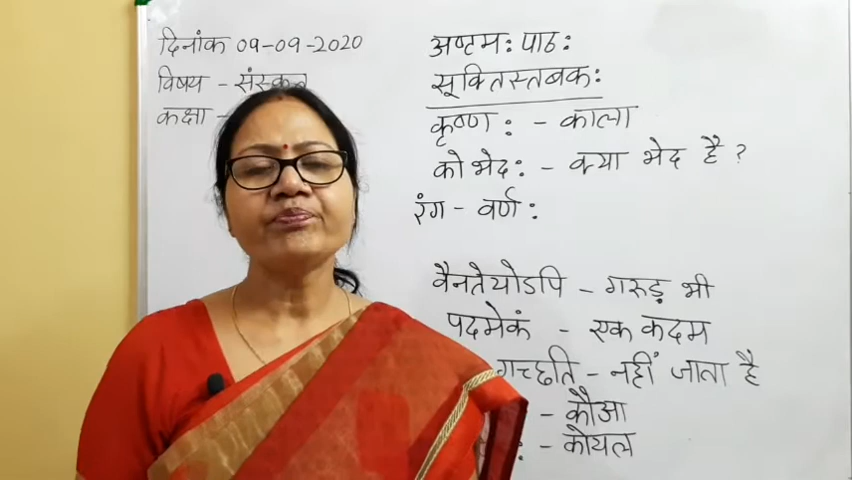 दिनांक 09-09-2020
विषय - संस्कृत
कक्षा -
अष्टम: पाठ:
सूक्तिस्तबक:
कृष्ण: - काला
को भेद: - क्या भेद है ?
रंग - वर्ण:
वैनतेयोऽपि - गरुड़ भी
पदमेकं - एक कदम
गच्छति - नहीं जाता है
- कौआ
: - कोयल